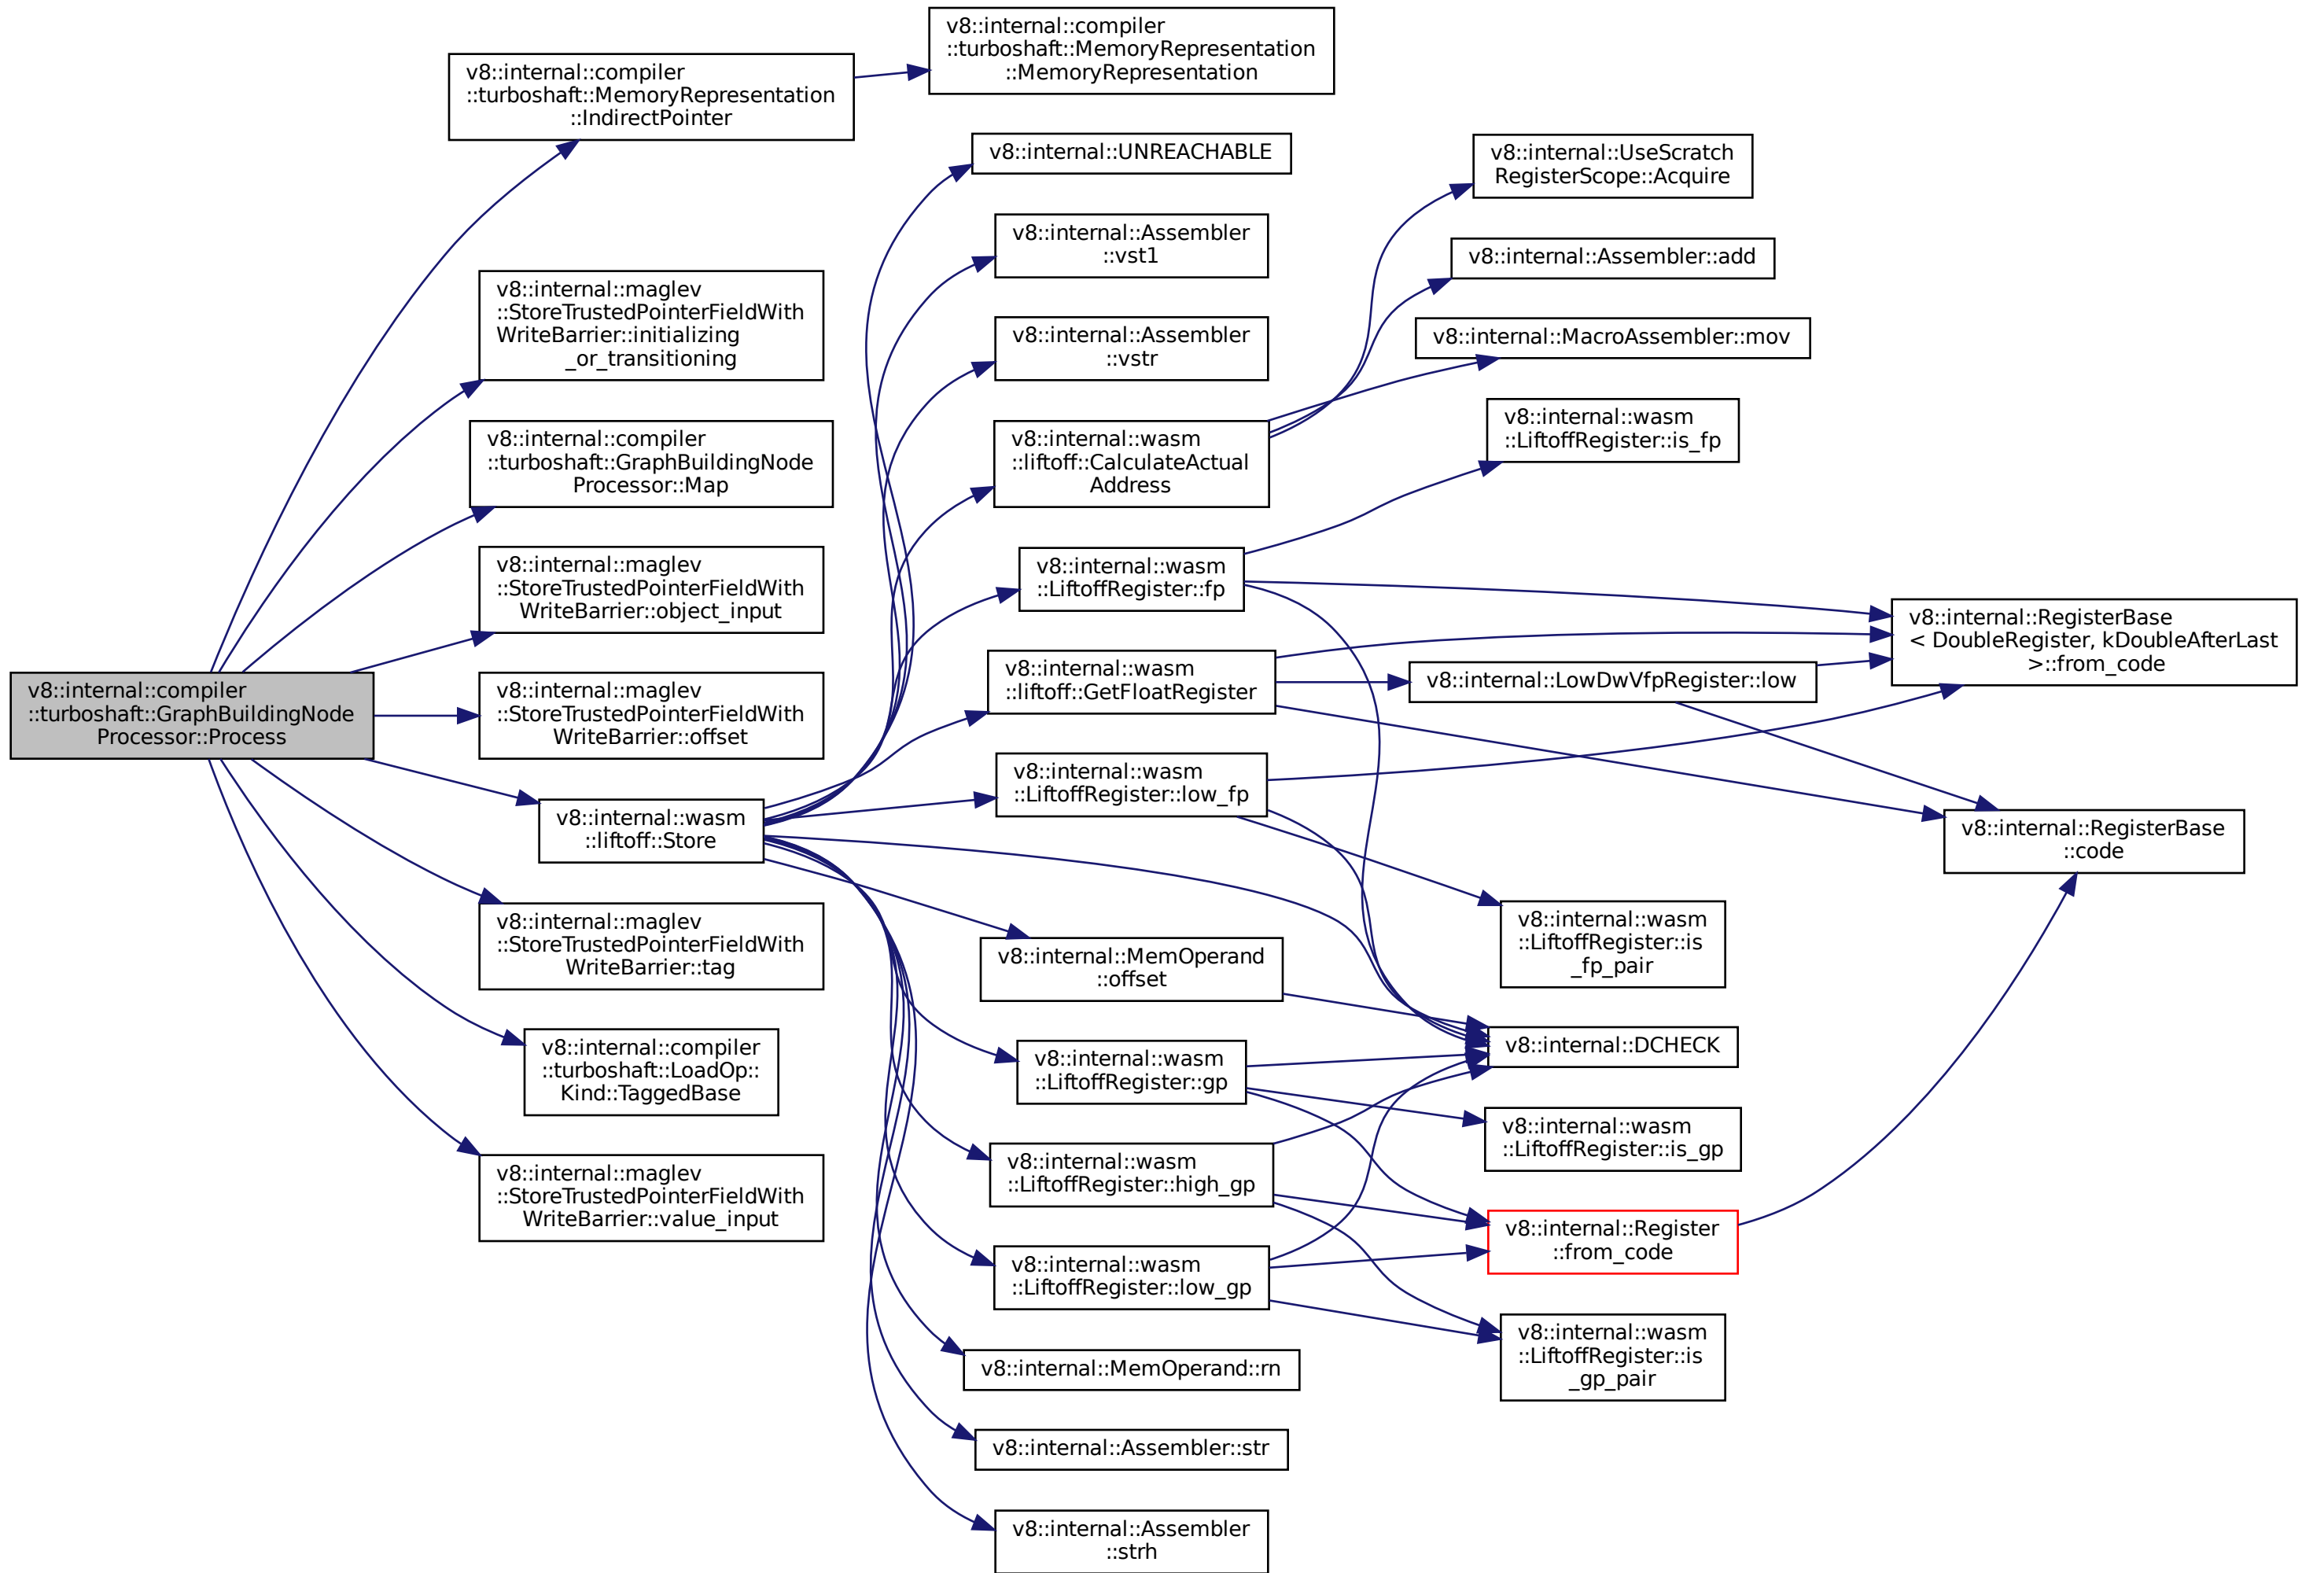 v8::internal::compiler
::turboshaft::GraphBuildingNode
Processor::Process
v8::internal::compiler
::turboshaft::MemoryRepresentation
::IndirectPointer
v8::internal::maglev
::StoreTrustedPointerFieldWith
WriteBarrier::initializing
_or_transitioning
v8::internal::compiler
::turboshaft::GraphBuildingNode
Processor::Map
v8::internal::maglev
::StoreTrustedPointerFieldWith
WriteBarrier::object_input
v8::internal::maglev
::StoreTrustedPointerFieldWith
WriteBarrier::offset
v8::internal::wasm
::liftoff::Store
v8::internal::maglev
::StoreTrustedPointerFieldWith
WriteBarrier::tag
v8::internal::compiler
::turboshaft::LoadOp::
Kind::TaggedBase
v8::internal::maglev
::StoreTrustedPointerFieldWith
WriteBarrier::value_input
v8::internal::compiler
::turboshaft::MemoryRepresentation
::MemoryRepresentation
v8::internal::UNREACHABLE
v8::internal::Assembler
::vst1
v8::internal::Assembler
::vstr
v8::internal::wasm
::liftoff::CalculateActual
Address
v8::internal::wasm
::LiftoffRegister::fp
v8::internal::wasm
::liftoff::GetFloatRegister
v8::internal::wasm
::LiftoffRegister::low_fp
v8::internal::MemOperand
::offset
v8::internal::wasm
::LiftoffRegister::gp
v8::internal::wasm
::LiftoffRegister::high_gp
v8::internal::wasm
::LiftoffRegister::low_gp
v8::internal::MemOperand::rn
v8::internal::Assembler::str
v8::internal::Assembler
::strh
v8::internal::UseScratch
RegisterScope::Acquire
v8::internal::Assembler::add
v8::internal::MacroAssembler::mov
v8::internal::wasm
::LiftoffRegister::is_fp
v8::internal::LowDwVfpRegister::low
v8::internal::wasm
::LiftoffRegister::is
_fp_pair
v8::internal::DCHECK
v8::internal::wasm
::LiftoffRegister::is_gp
v8::internal::Register
::from_code
v8::internal::wasm
::LiftoffRegister::is
_gp_pair
v8::internal::RegisterBase
< DoubleRegister, kDoubleAfterLast
>::from_code
v8::internal::RegisterBase
::code